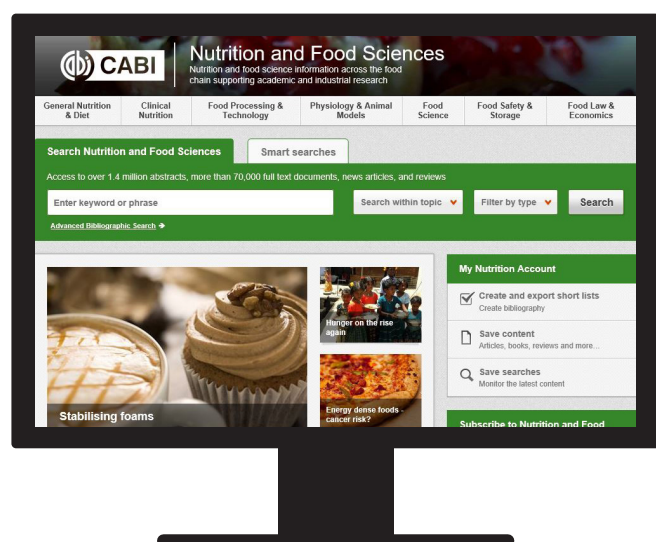 CABI
Nutrition and Food Sciences
Nutrition and food science information across the food
chain supporting academic and industrial research
General Nutrition
& Diet
Clinical
Nutrition
Food Processing &
Technology
Physiology & Animal
Models
Food
Science
Food Safety &
Storage
Food Law &
Economics
Search Nutrition and Food Sciences
Smart searches
Access to over 1.4 million abstracts, more than 70,000 full text documents, news articles, and reviews
Enter keyword or phrase
Search within topic
Filter by type
Search
Advanced Bibliographic Search
Stabilising foams
Hunger on the rise
again
Energy dense foods -
cancer risk?
My Nutrition Account
Create and export short lists
Create bibliography
Save content
Articles, books, reviews and more...
Save searches
Monitor the latest content
Subscribe to Nutrition and Food